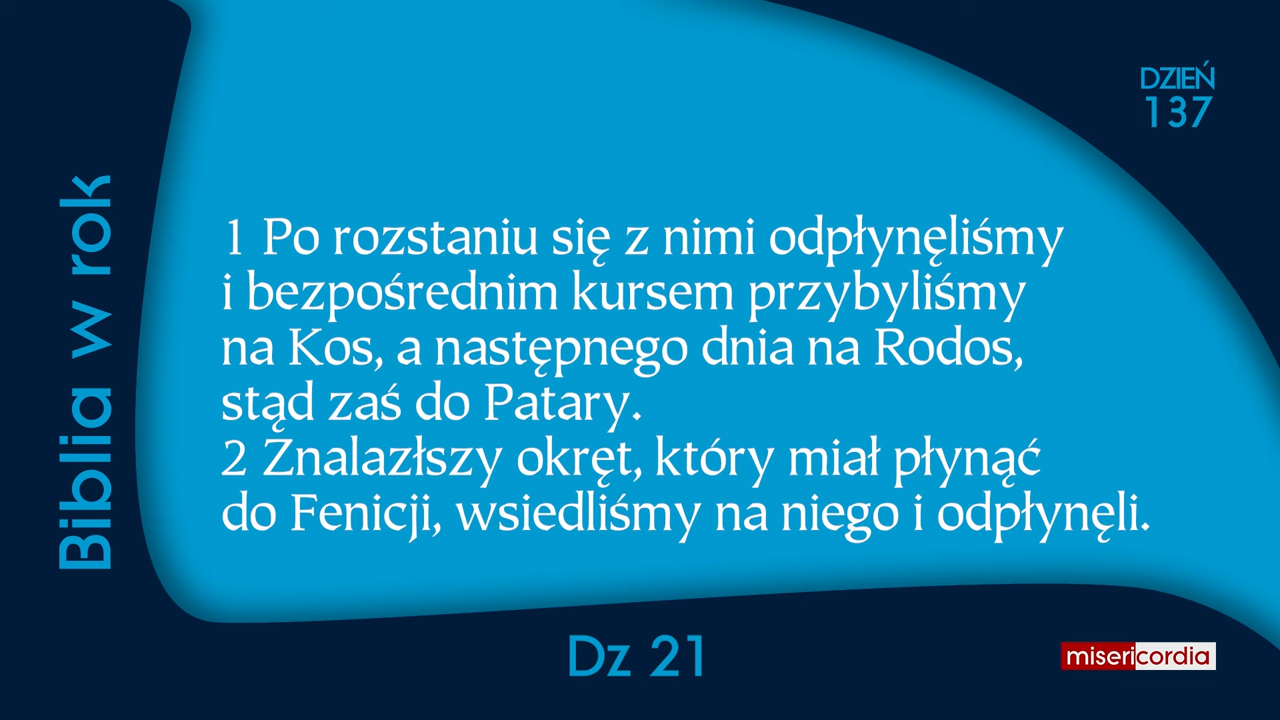 DZIEŃ
137
Biblia w rok
1 Po rozstaniu się z nimi odpłynęliśmy
i bezpośrednim kursem przybyliśmy
na Kos, a następnego dnia na Rodos,
stąd zaś do Patary.
2 Znalazłszy okręt, który miał płynąć
do Fenicji, wsiedliśmy na niego i odpłynęli.
Dz 21
misericordia